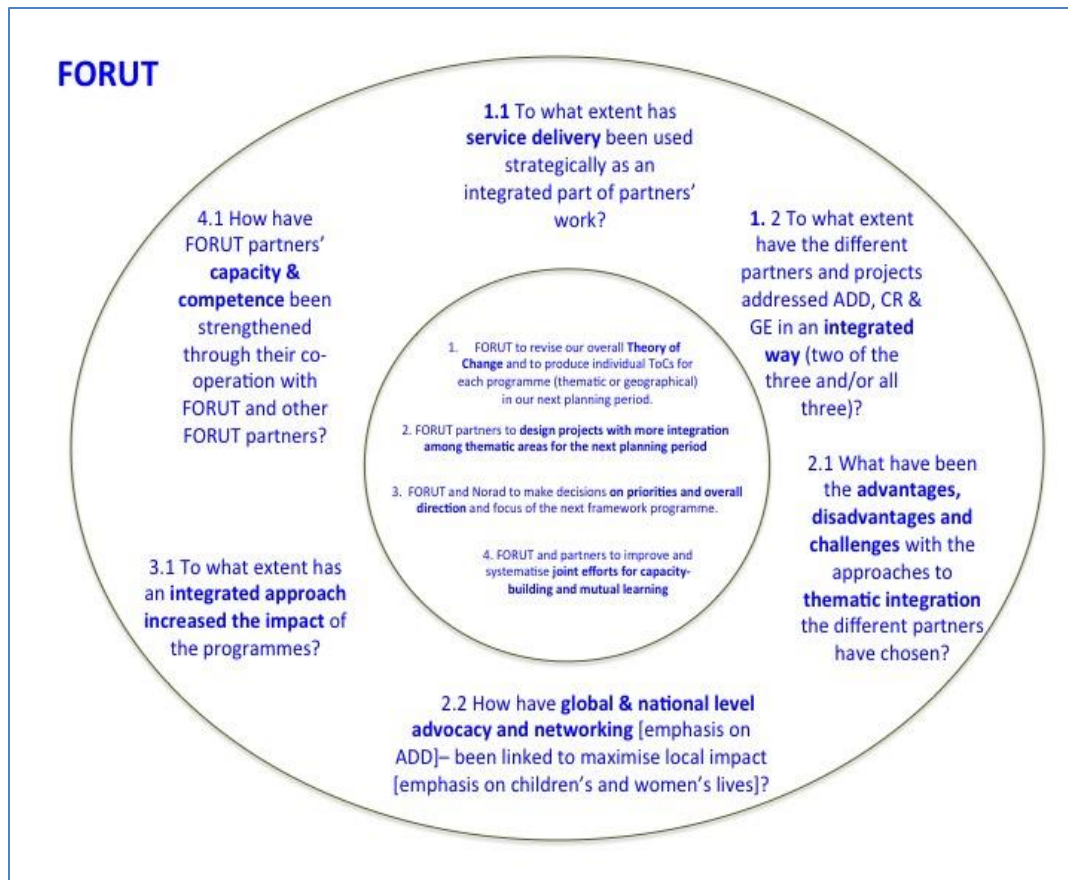 FORUT
1.1 To what extent has
service delivery been used
strategically as an
integrated part of partners'
work?
1. 2 To what extent
have the different
partners and projects
addressed ADD, CR &
GE in an integrated
way (two of the
three and/or all
three)?
2.1 What have been
the advantages,
disadvantages and
challenges with the
approaches to
thematic integration
the different partners
have chosen?
2.2 How have global & national level
advocacy and networking [emphasis on
ADD]– been linked to maximise local impact
[emphasis on children's and women's lives]?
3.1 To what extent has
an integrated approach
increased the impact of
the programmes?
4.1 How have
FORUT partners'
capacity &
competence been
strengthened
through their co-
operation with
FORUT and other
FORUT partners?
1. FORUT to revise our overall Theory of
Change and to produce individual ToCs for
each programme (thematic or geographical)
in our next planning period.
2. FORUT partners to design projects with more integration
among thematic areas for the next planning period
3. FORUT and Norad to make decisions on priorities and overall
direction and focus of the next framework programme.
4. FORUT and partners to improve and
systematise joint efforts for capacity-
building and mutual learning